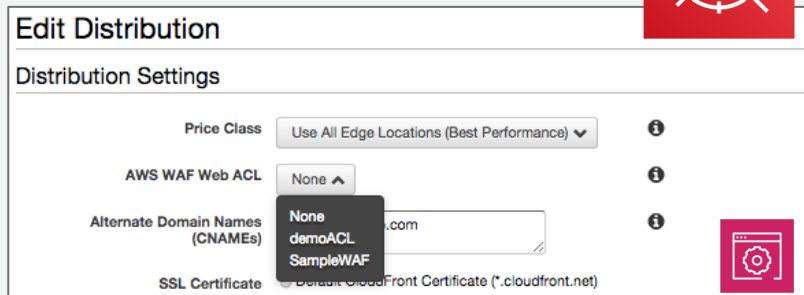 Edit Distribution
Distribution Settings
Price Class Use All Edge Locations (Best Performance)
AWS WAF Web ACL None
None
Alternate Domain Names .com
(CNAMEs) demoACL
SampleWAF
SSL Certificate Default CloudFront Certificate (*.cloudfront.net)